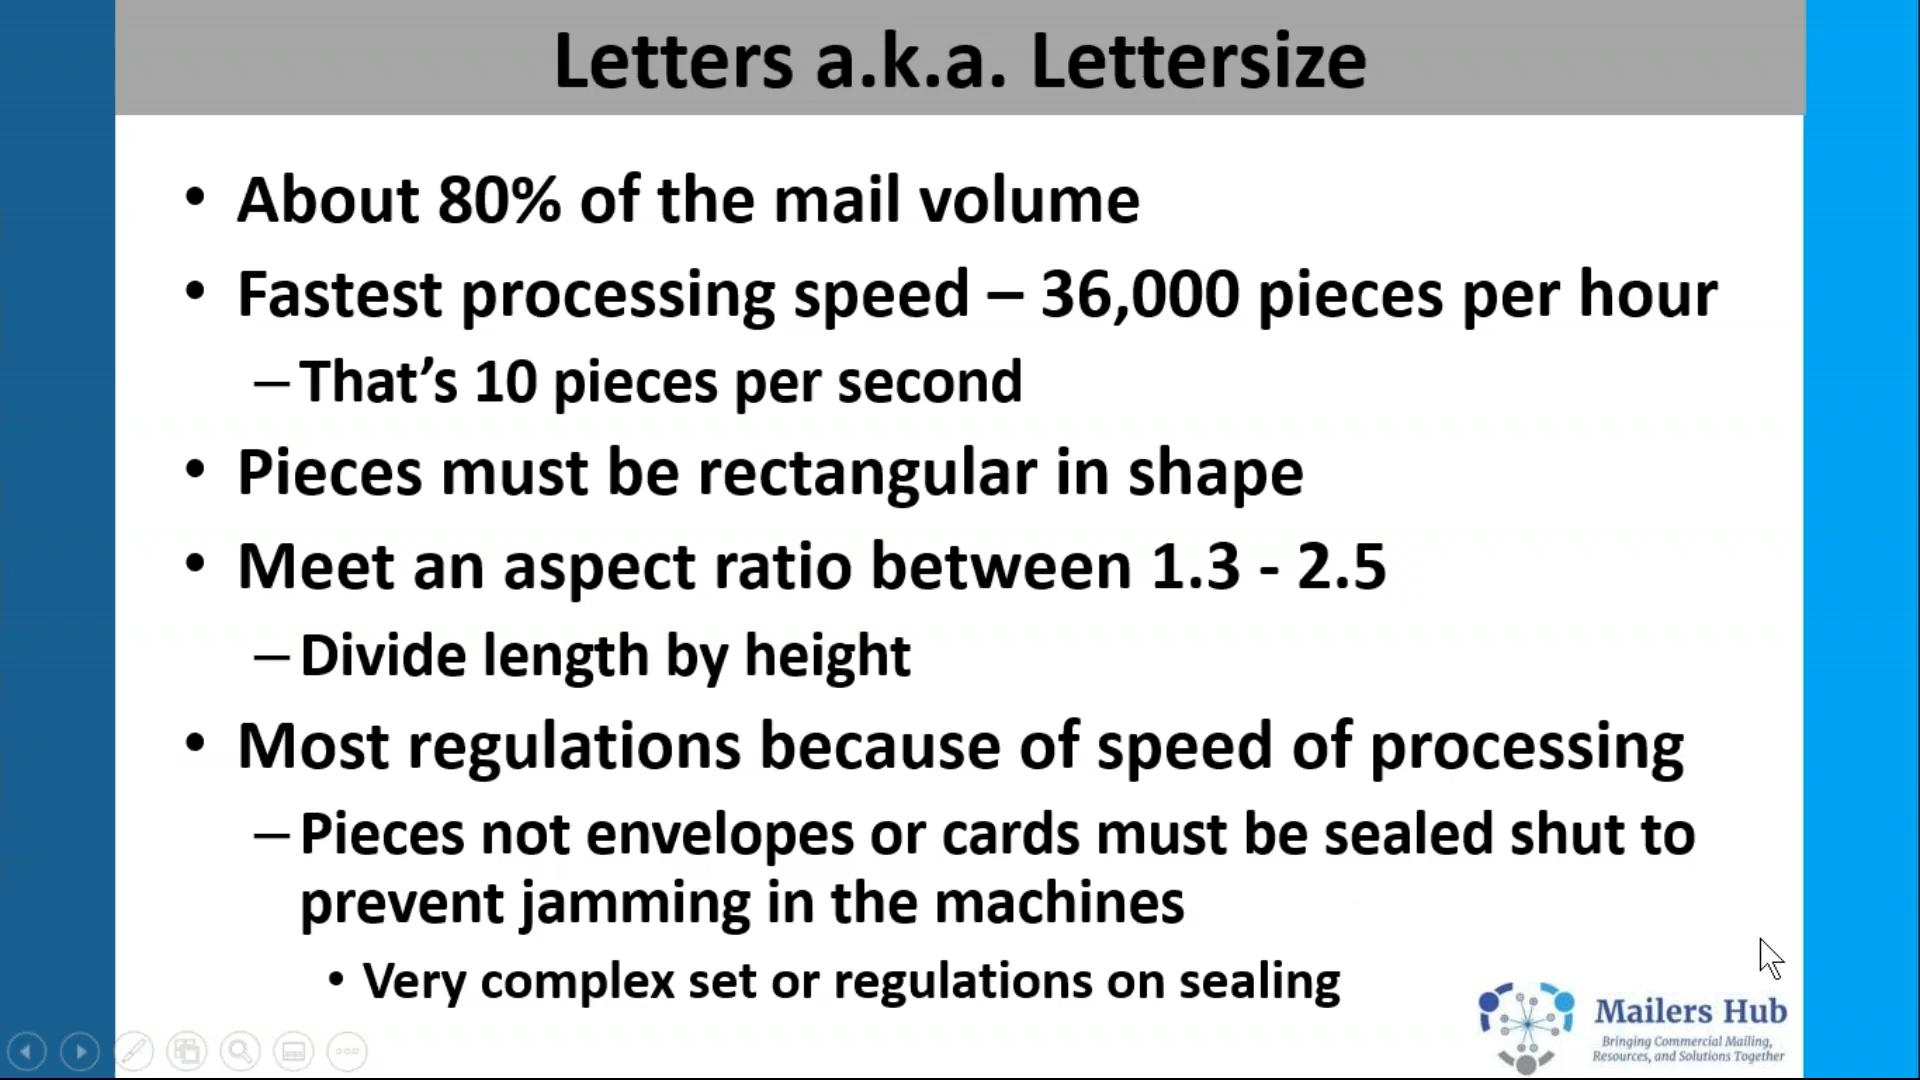 Letters a.k.a. Lettersize
• About 80% of the mail volume
• Fastest processing speed – 36,000 pieces per hour
– That’s 10 pieces per second
• Pieces must be rectangular in shape
• Meet an aspect ratio between 1.3 - 2.5
– Divide length by height
• Most regulations because of speed of processing
– Pieces not envelopes or cards must be sealed shut to
prevent jamming in the machines
• Very complex set or regulations on sealing
Mailers Hub
Bringing Commercial Mailing,
Resources, and Solutions Together